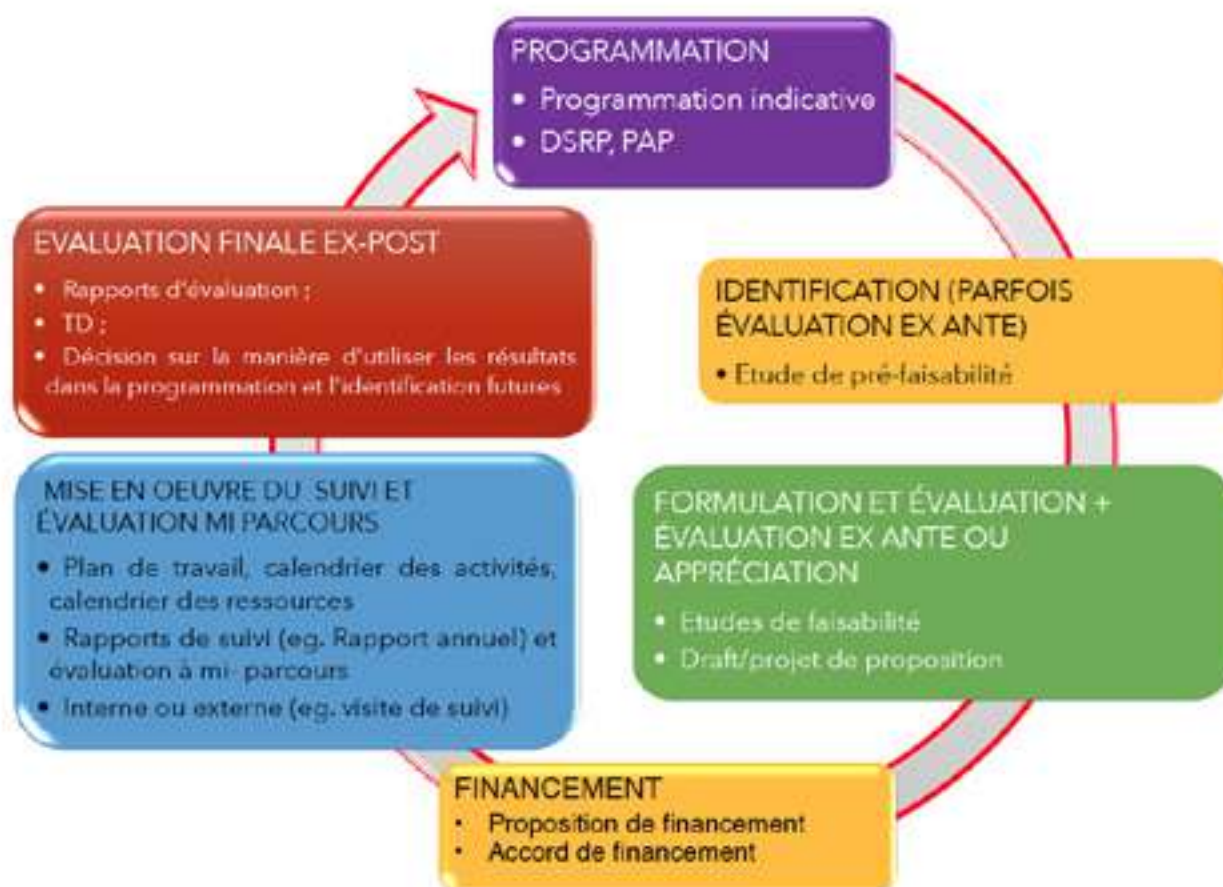 PROGRAMMATION
• Programmation indicative
• DSRP, PAP
IDENTIFICATION (PARFOIS
ÉVALUATION EX ANTE)
• Etude de pré-faisabilité
FORMULATION ET ÉVALUATION +
ÉVALUATION EX ANTE OU
APPRÉCIATION
• Etudes de faisabilité
• Draft/projet de proposition
FINANCEMENT
• Proposition de financement
• Accord de financement
MISE EN OEUVRE DU SUIVI ET
ÉVALUATION MI PARCOURS
• Plan de travail, calendrier des activités,
calendrier des ressources
• Rapports de suivi (eg. Rapport annuel) et
évaluation à mi- parcours
• Interne ou externe (eg. visite de suivi)
EVALUATION FINALE EX-POST
• Rapports d'évaluation ;
• TD ;
• Décision sur la manière d'utiliser les résultats
dans la programmation et l'identification futures